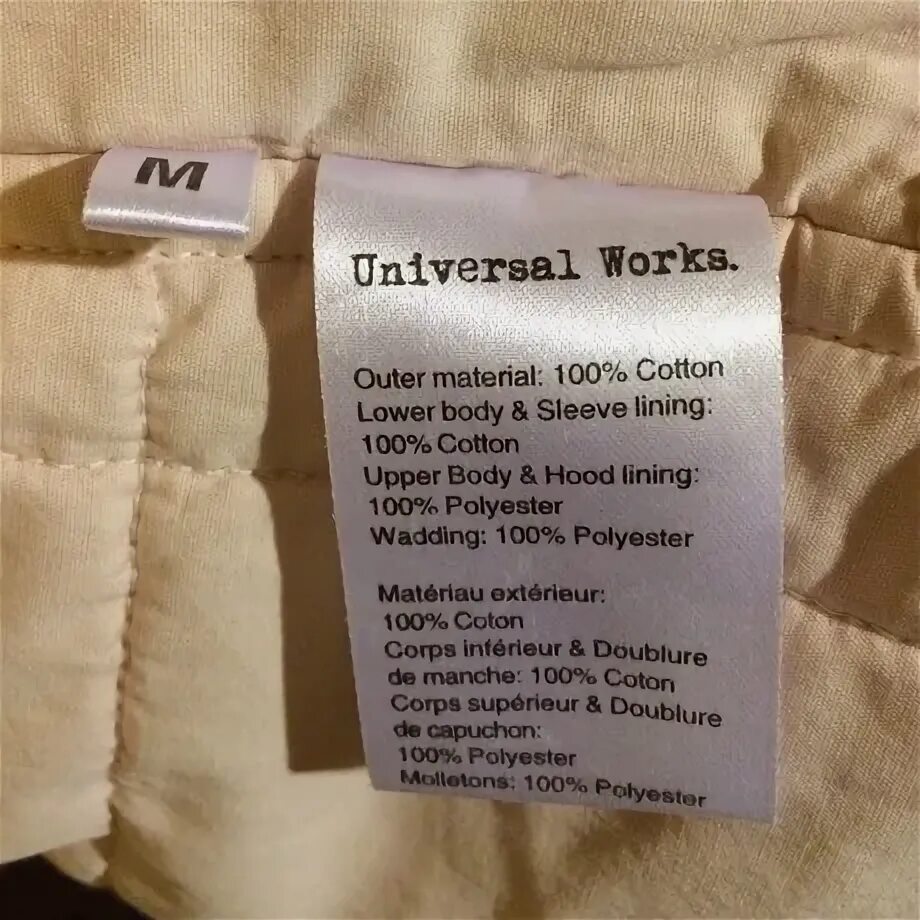 M
Universal Works.
Outer material: 100% Cotton
Lower body & Sleeve lining:
100% Cotton
Upper Body & Hood lining:
100% Polyester
Wadding: 100% Polyester
Matériau extérieur:
100% Coton
Corps inférieur & Doublure
de manche: 100% Coton
Corps supérieur & Doublure
de capuchon:
100% Polyester
Molletons: 100% Polyester